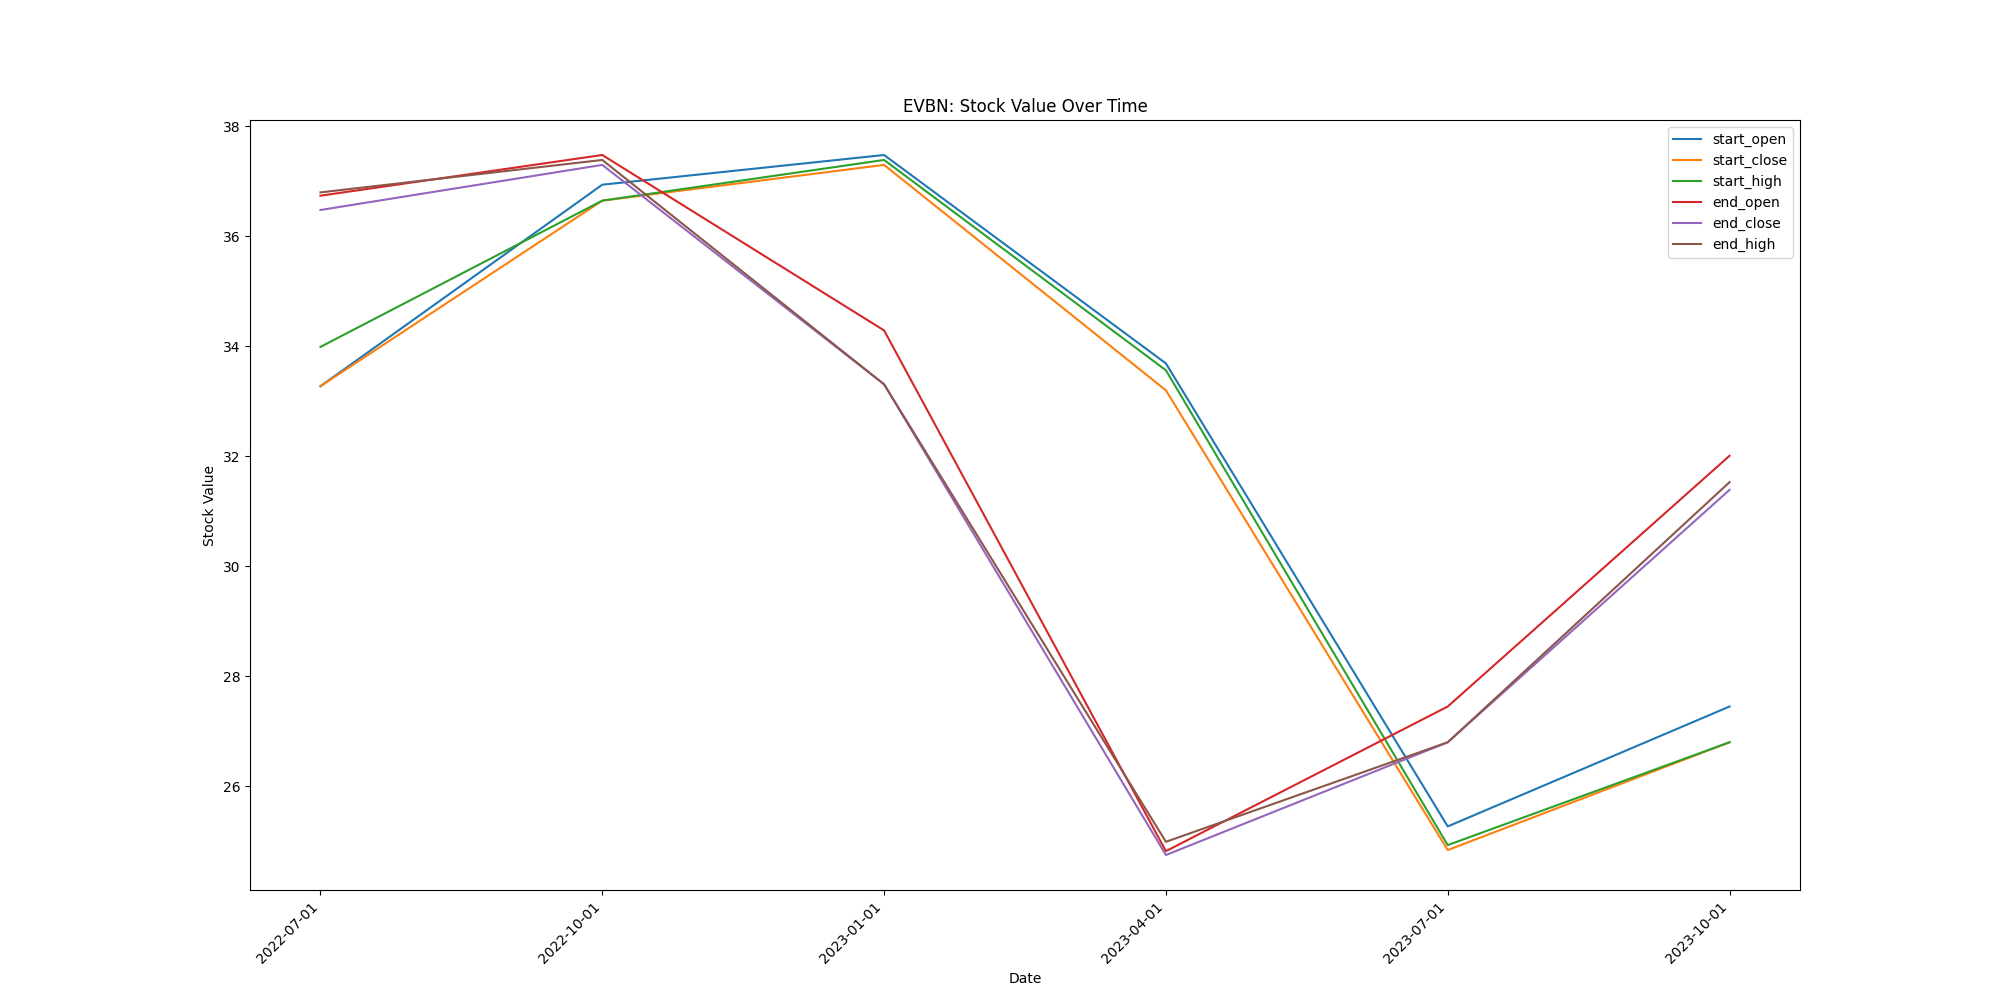 EVBN: Stock Value Over Time
38
36
34
32
30
28
26
Stock Value
start_open
start_close
start_high
end_open
end_close
end_high
2022-07-01
2022-10-01
2023-01-01
2023-04-01
2023-07-01
2023-10-01
Date